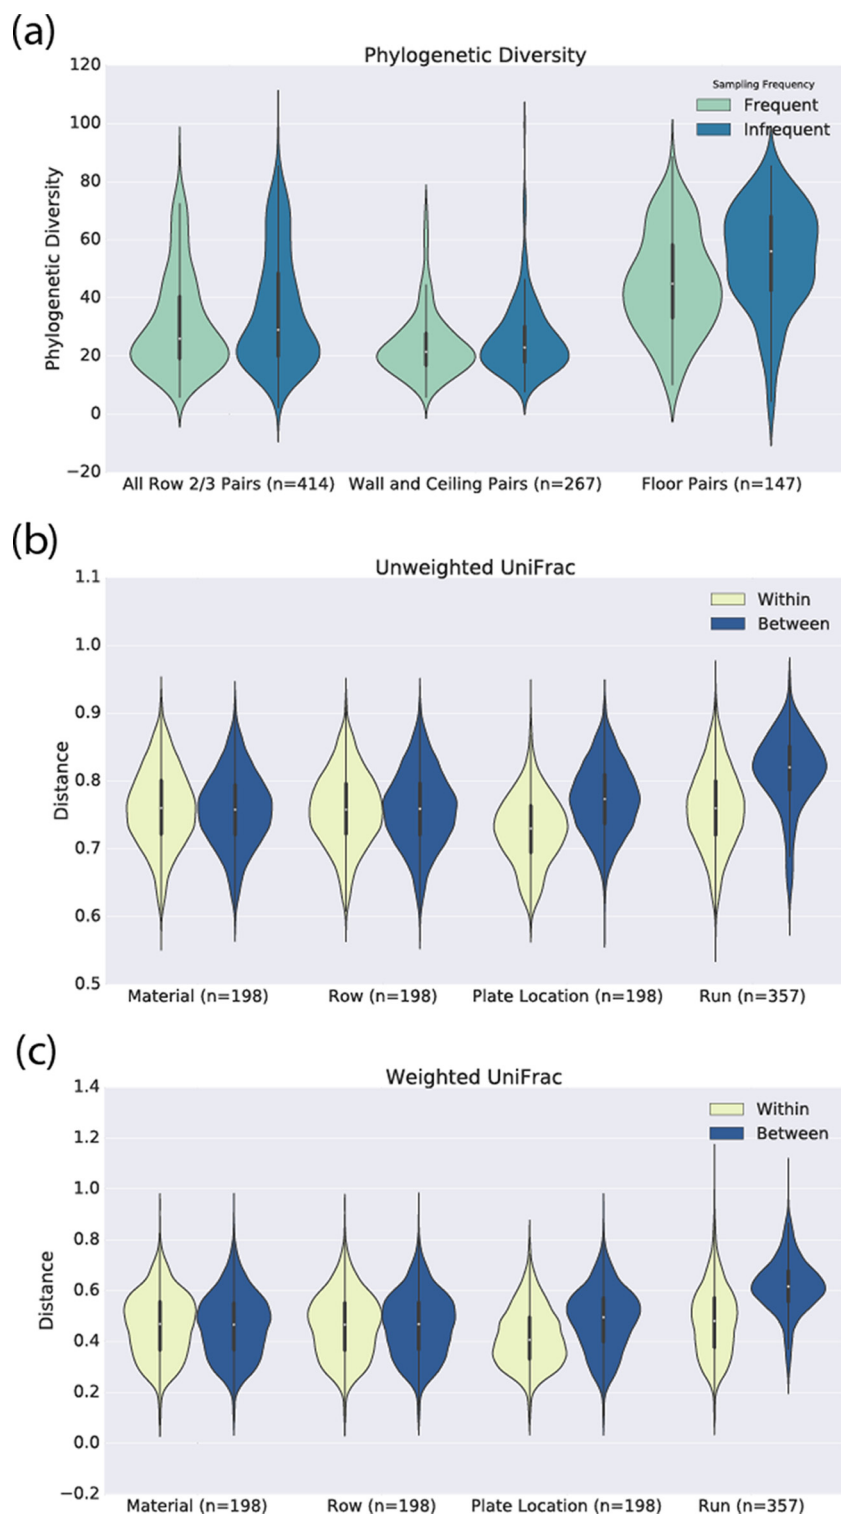 (a)
Phylogenetic Diversity
Sampling Frequency
Frequent
Infrequent
Phylogenetic Diversity
120
100
80
60
40
20
0
−20
All Row 2/3 Pairs (n=414) Wall and Ceiling Pairs (n=267) Floor Pairs (n=147)
(b)
Unweighted UniFrac
Within
Between
Distance
1.1
1.0
0.9
0.8
0.7
0.6
0.5
Material (n=198) Row (n=198) Plate Location (n=198) Run (n=357)
(c)
Weighted UniFrac
Within
Between
Distance
1.4
1.2
1.0
0.8
0.6
0.4
0.2
0.0
−0.2
Material (n=198) Row (n=198) Plate Location (n=198) Run (n=357)